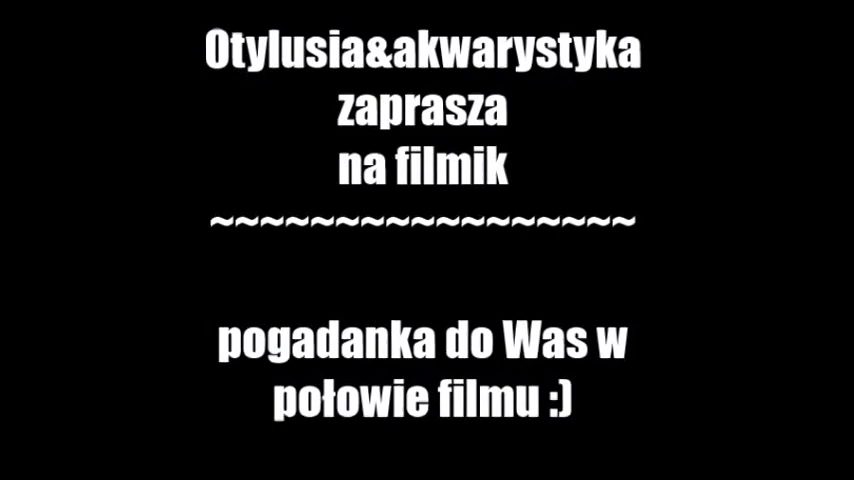 Otylusia&akwarystyka
zaprasza
na filmik
~~~~~~~~~~~~~~~~~
pogadanka do Was w
połowie filmu :)